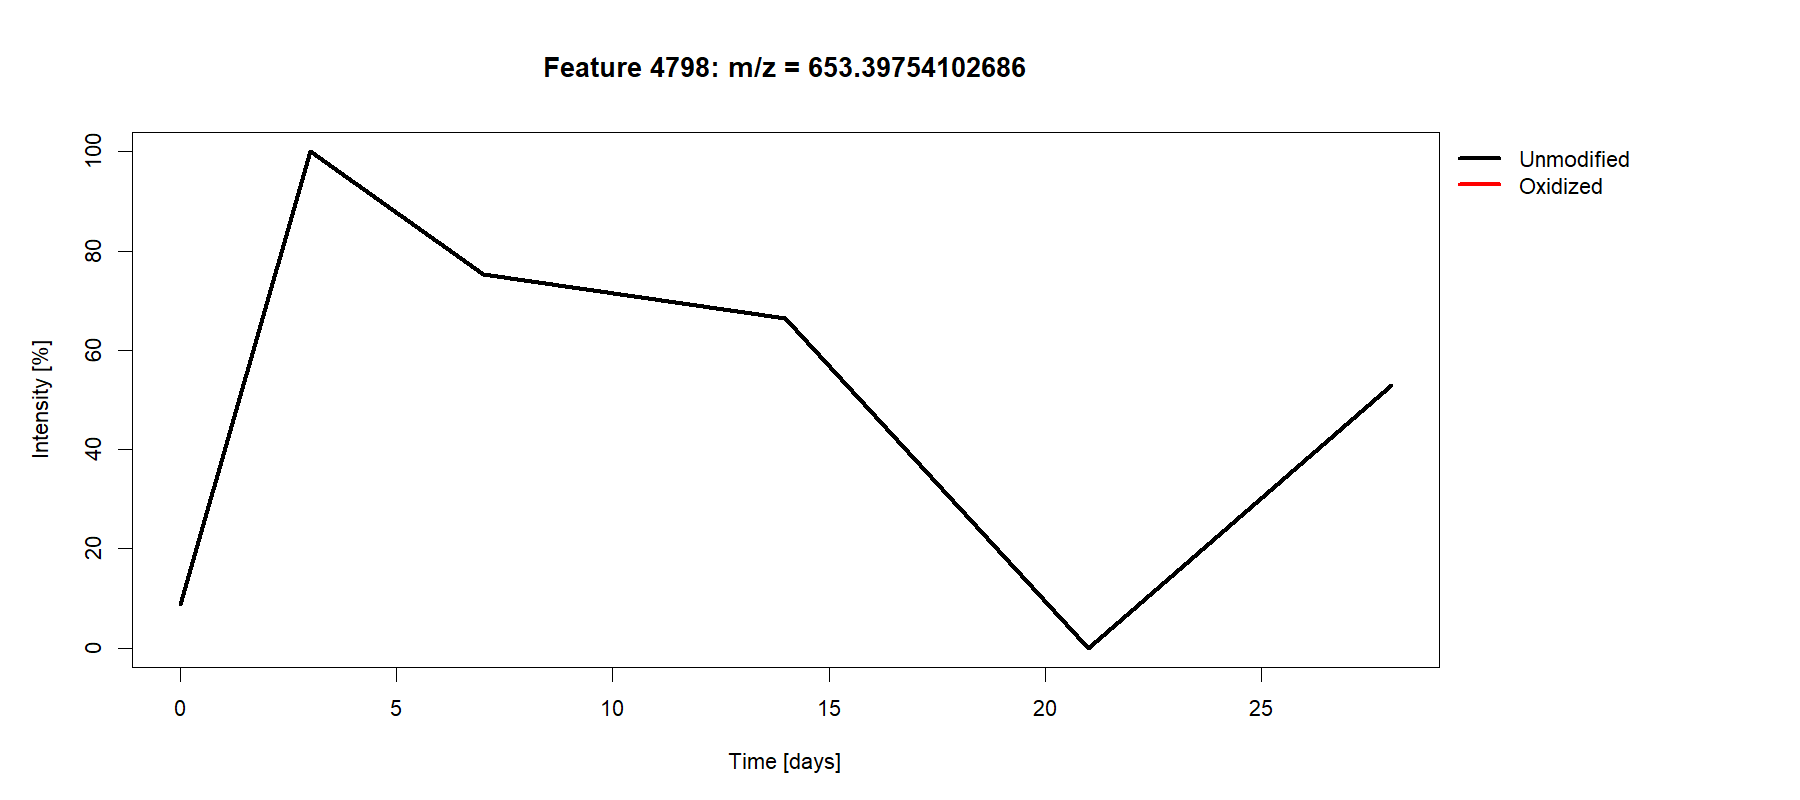 Feature 4798: m/z = 653.39754102686
Unmodified
Oxidized
Intensity [%]
100
80
60
40
20
0
0 5 10 15 20 25
Time [days]